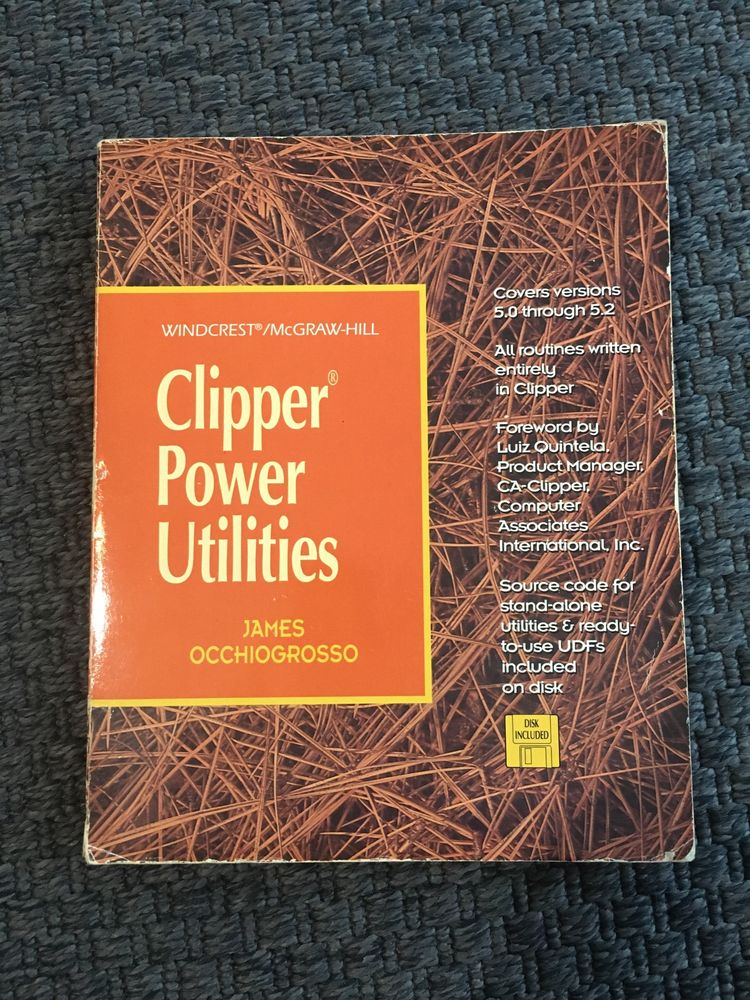 WINDCREST®/McGRAW-HILL
Clipper®
Power
Utilities
JAMES
OCCHIOGROSSO
Covers versions
5.0 through 5.2
All routines written
entirely
in Clipper
Foreword by
Luiz Quintela,
Product Manager,
CA-Clipper,
Computer
Associates
International, Inc.
Source code for
stand-alone
utilities & ready-
to-use UDFs
included
on disk
DISK
INCLUDED